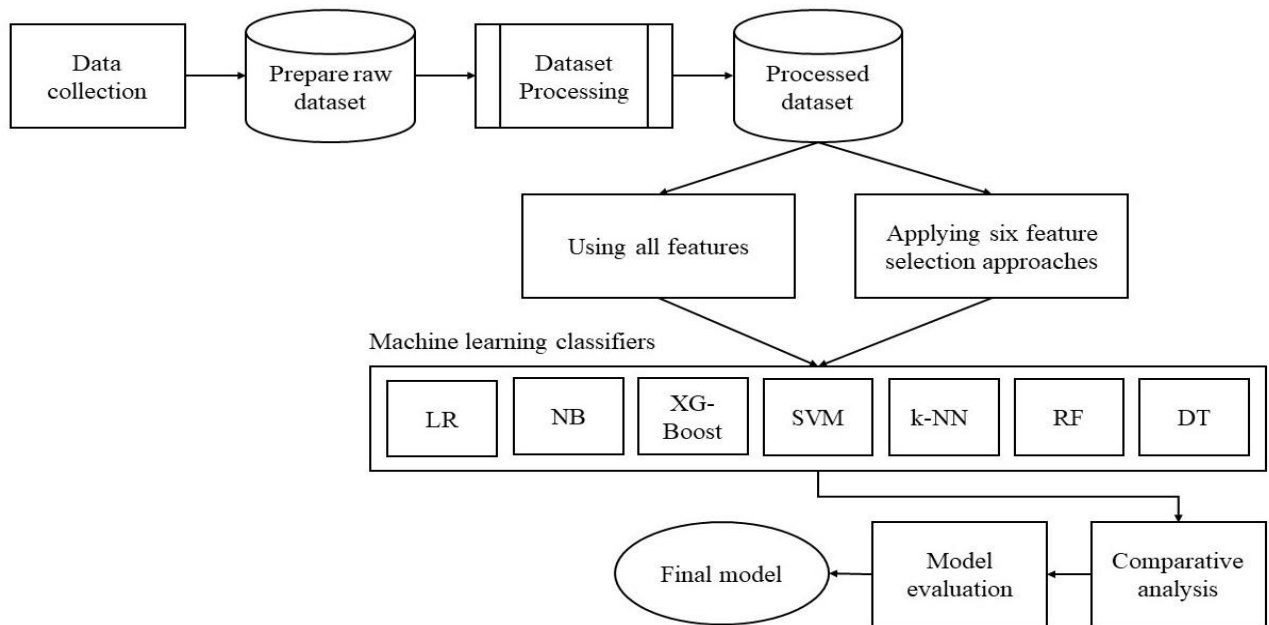 Data
collection
Prepare raw
dataset
Dataset
Processing
Processed
dataset
Using all features
Applying six feature
selection approaches
Machine learning classifiers
LR
NB
XG-
Boost
SVM
k-NN
RF
DT
Final model
Model
evaluation
Comparative
analysis